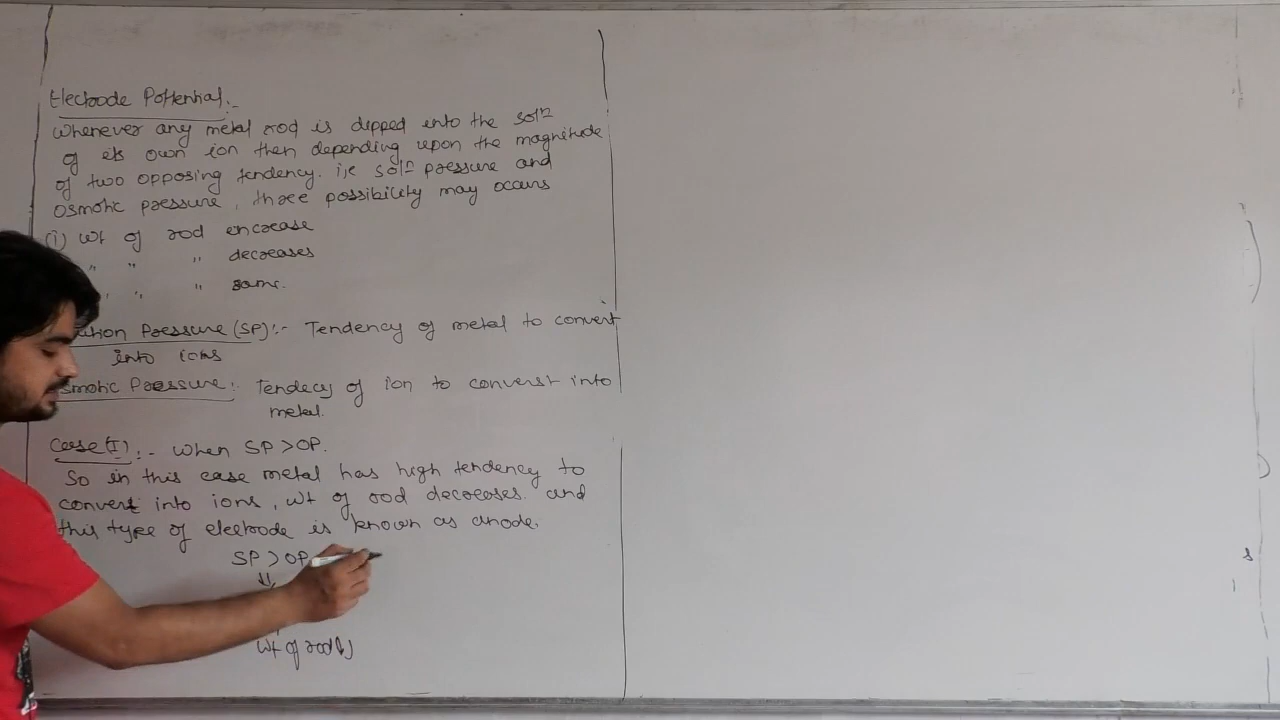 Electrode Potential:-
Whenever any metal rod is dipped into the solⁿ
of its own ion then depending upon the magnitude
of two opposing tendency. i.e solⁿ pressure and
osmotic pressure, three possibility may occurs
(i) wt of rod increase
" " " decreases
" " " same.
Pressure (SP):- Tendency of metal to convert
into ions
Pressure: Tendecy of ion to convert into
metal.
Case(I):- When SP > OP.
So in this case metal has high tendency to
convert into ions, wt of rod decreases. and
this type of electrode is known as anode.
SP > OP
⇓
wt of rod(↓)